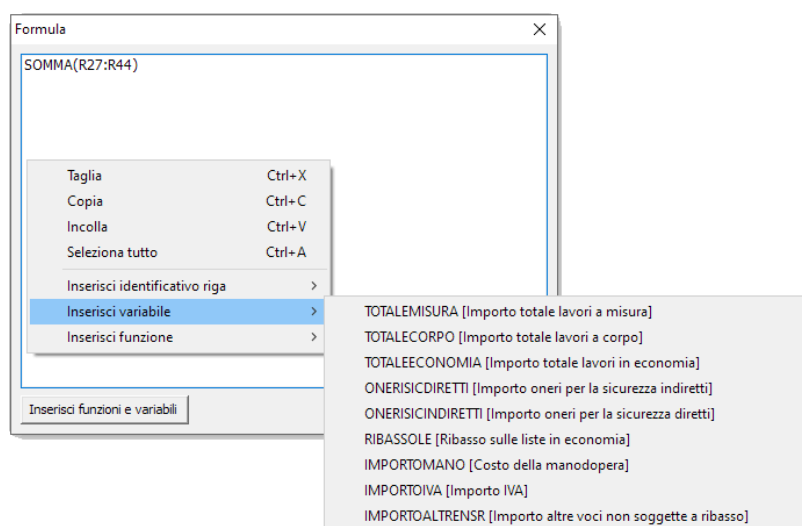 Formula
SOMMA(R27:R44)
Taglia Ctrl+X
Copia Ctrl+C
Incolla Ctrl+V
Seleziona tutto Ctrl+A
Inserisci identificativo riga >
Inserisci variabile >
Inserisci funzione >
TOTALEMISURA [Importo totale lavori a misura]
TOTALECORPO [Importo totale lavori a corpo]
TOTALEECONOMIA [Importo totale lavori in economia]
ONERISICDIRETTI [Importo oneri per la sicurezza indiretti]
ONERISICINDIRETTI [Importo oneri per la sicurezza diretti]
RIBASSOLE [Ribasso sulle liste in economia]
IMPORTOMANO [Costo della manodopera]
IMPORTOIVA [Importo IVA]
IMPORTOALTRENSR [Importo altre voci non soggette a ribasso]
Inserisci funzioni e variabili